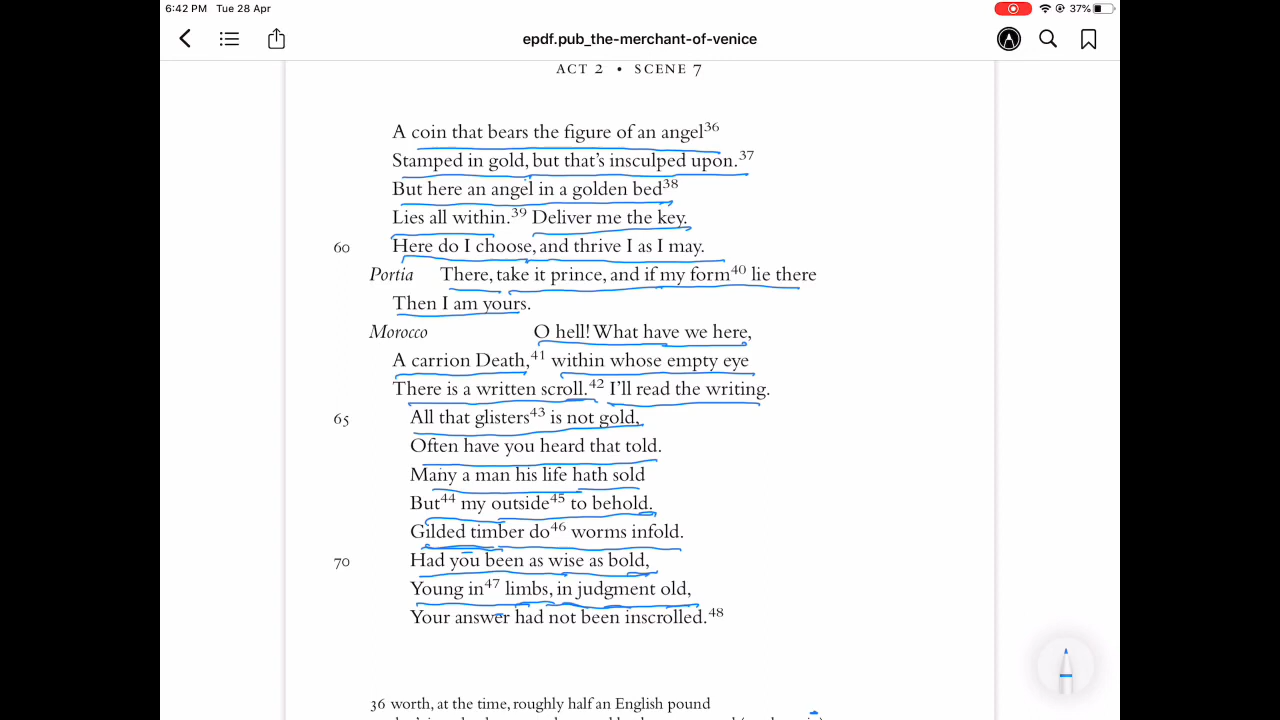 6:42 PM Tue 28 Apr 37%
epdf.pub_the-merchant-of-venice
ACT 2 • SCENE 7
A coin that bears the figure of an angel36
Stamped in gold, but that's insculped upon.37
But here an angel in a golden bed38
Lies all within.39 Deliver me the key.
60 Here do I choose, and thrive I as I may.
Portia There, take it prince, and if my form40 lie there
Then I am yours.
Morocco O hell! What have we here,
A carrion Death,41 within whose empty eye
There is a written scroll.42 I'll read the writing.
65 All that glisters43 is not gold,
Often have you heard that told.
Many a man his life hath sold
But44 my outside45 to behold.
Gilded timber do46 worms infold.
70 Had you been as wise as bold,
Young in47 limbs, in judgment old,
Your answer had not been inscrolled.48
36 worth, at the time, roughly half an English pound